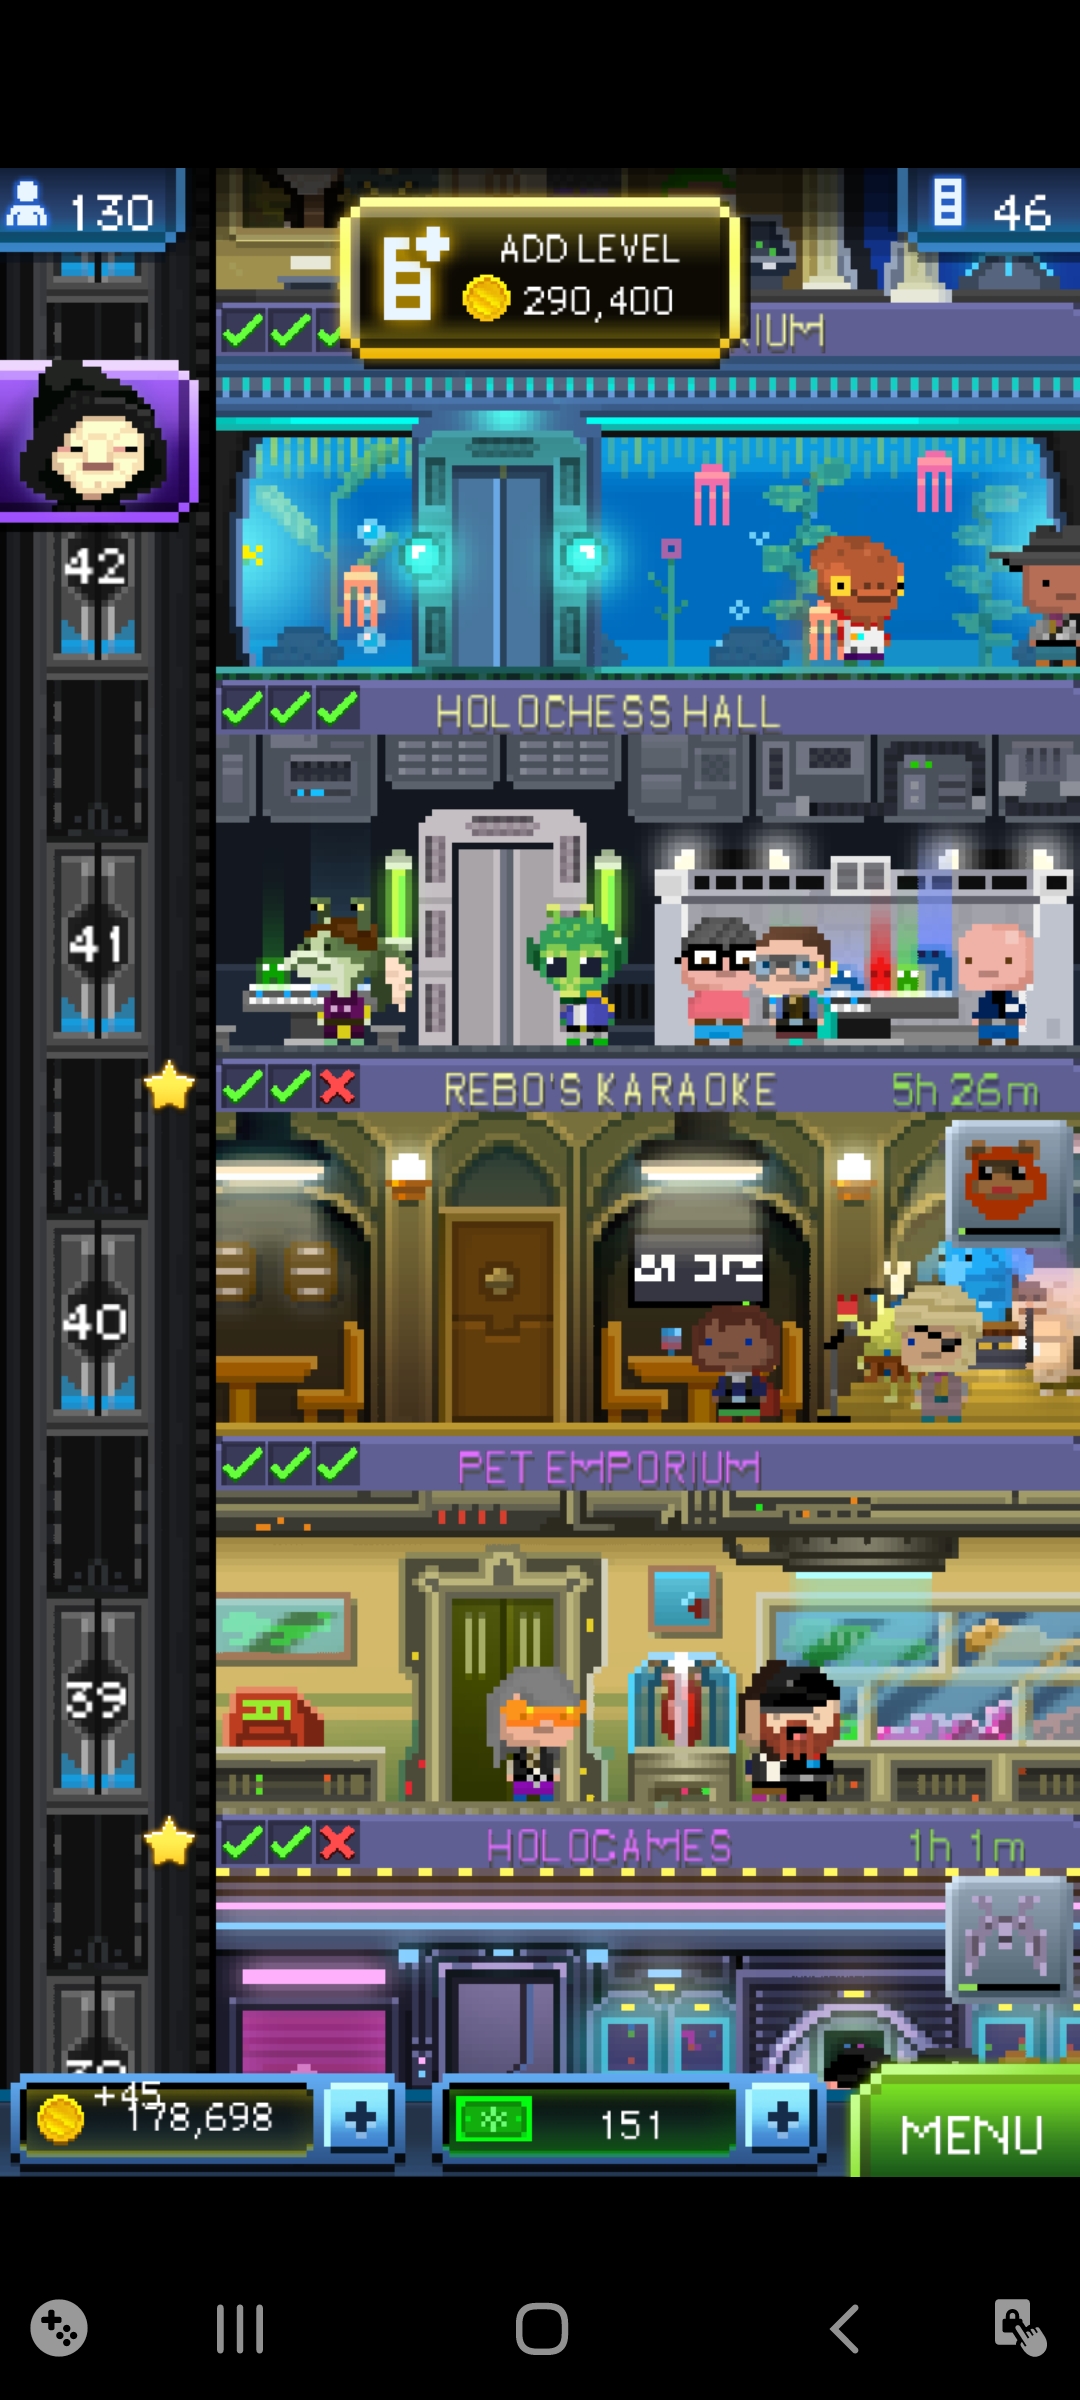 130
46
ADD LEVEL
290,400
RIUM
42
HOLOCHESS HALL
41
REBO'S KARAOKE 5h 26m
40
PET EMPORIUM
39
HOLOGAMES 1h 1m
+45
178,698
151
MENU